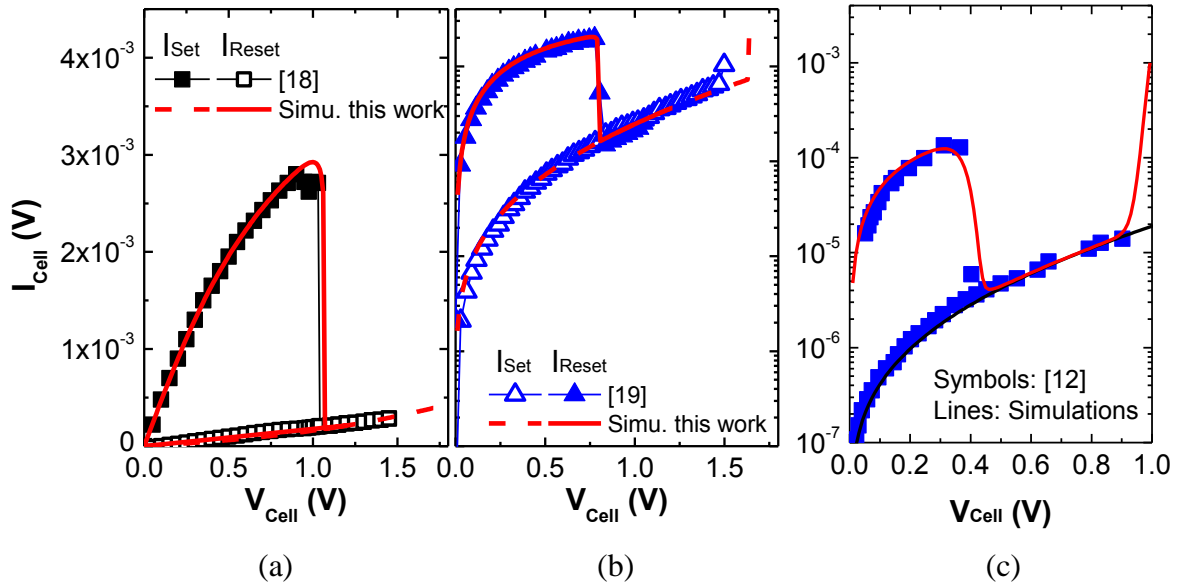 I_Set I_Reset
[18]
Simu. this work
4x10^-3
3x10^-3
2x10^-3
1x10^-3
0
0.0 0.5 1.0 1.5
I_Cell (V)
V_Cell (V)
(a)
I_Set I_Reset
[19]
Simu. this work
0.0 0.5 1.0 1.5
V_Cell (V)
(b)
10^-3
10^-4
10^-5
10^-6
10^-7
Symbols: [12]
Lines: Simulations
0.0 0.2 0.4 0.6 0.8 1.0
V_Cell (V)
(c)